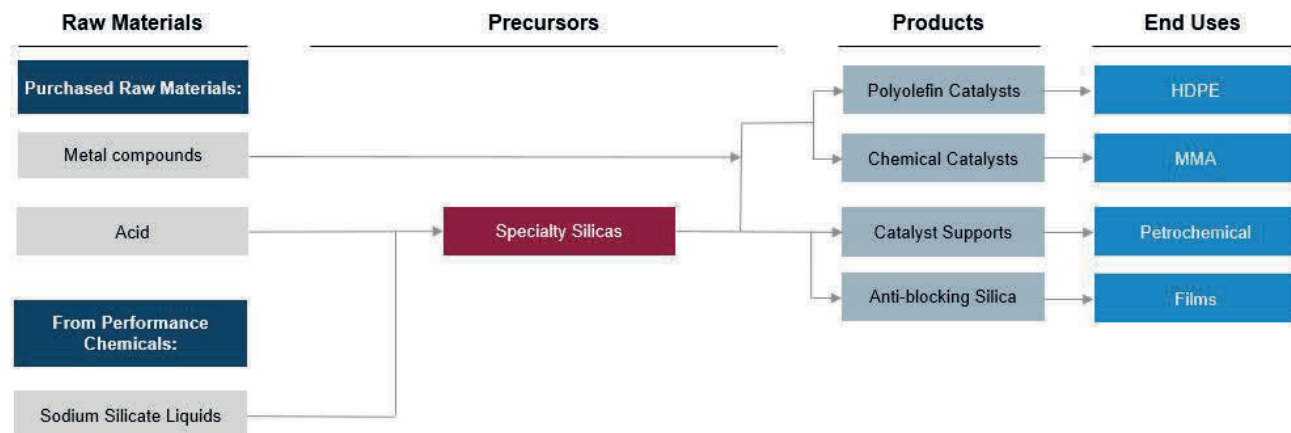 Raw Materials
Precursors
Products
End Uses
Purchased Raw Materials:
Polyolefin Catalysts
HDPE
Metal compounds
Chemical Catalysts
MMA
Acid
Specialty Silicas
Catalyst Supports
Petrochemical
Anti-blocking Silica
Films
From Performance
Chemicals:
Sodium Silicate Liquids